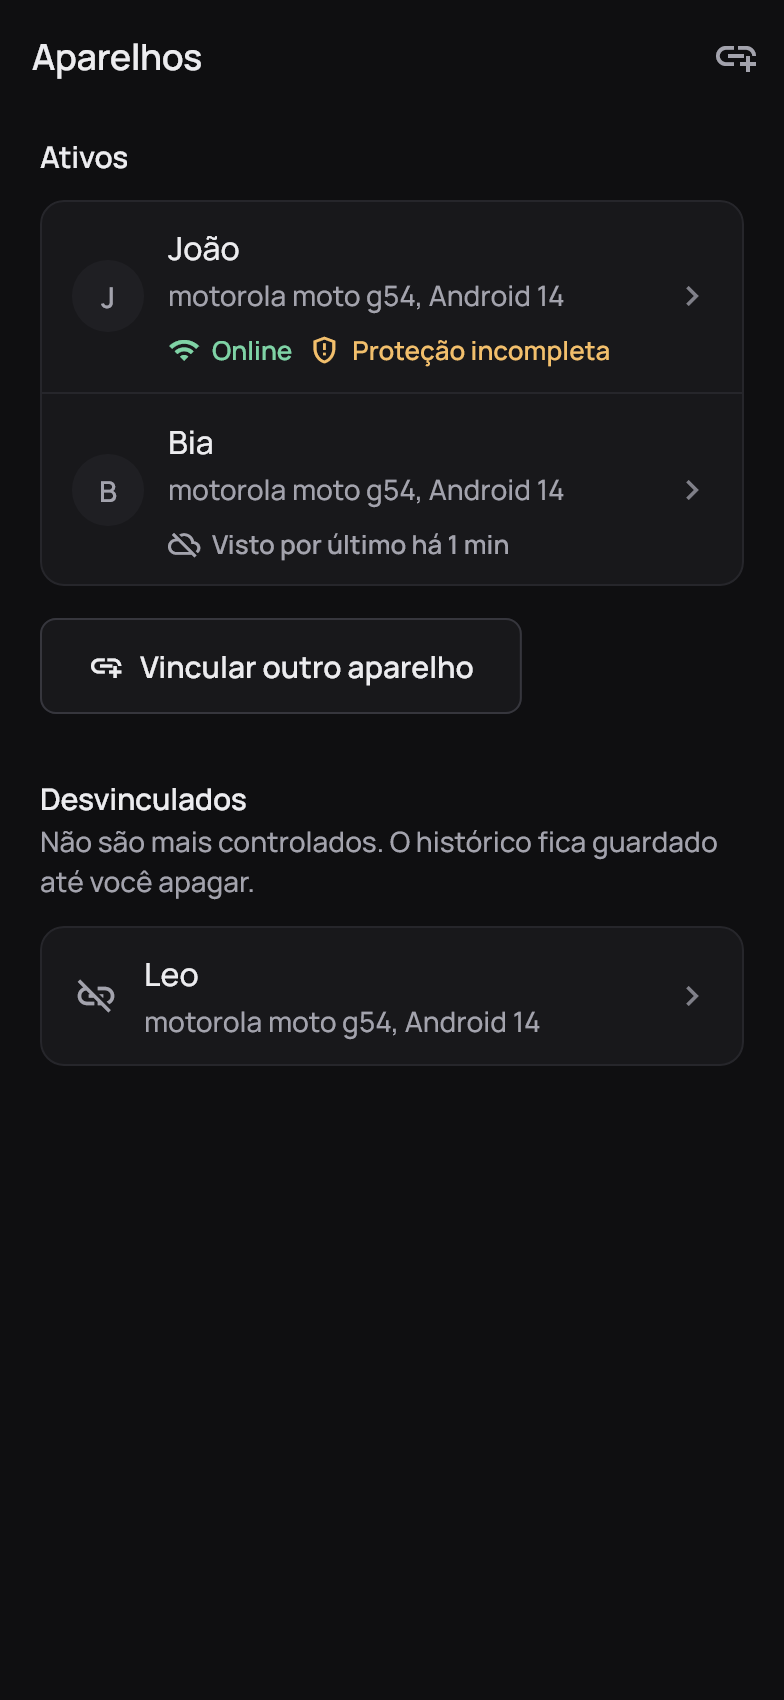 Aparelhos
Ativos
J
João
motorola moto g54, Android 14
Online
Proteção incompleta
B
Bia
motorola moto g54, Android 14
Visto por último há 1 min
Vincular outro aparelho
Desvinculados
Não são mais controlados. O histórico fica guardado
até você apagar.
Leo
motorola moto g54, Android 14